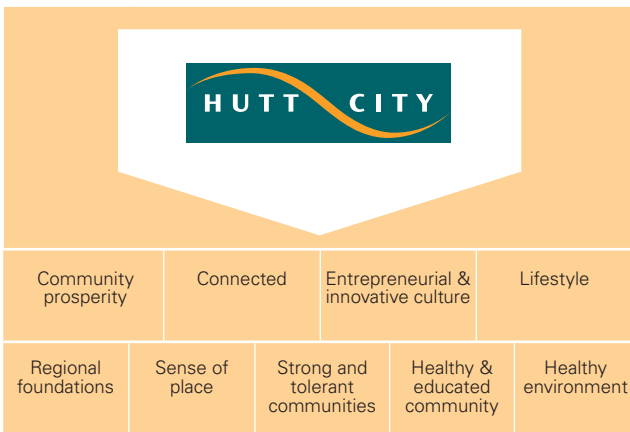 HUTT CITY
Community
prosperity
Connected
Entrepreneurial &
innovative culture
Lifestyle
Regional
foundations
Sense of
place
Strong and
tolerant
communities
Healthy &
educated
community
Healthy
environment